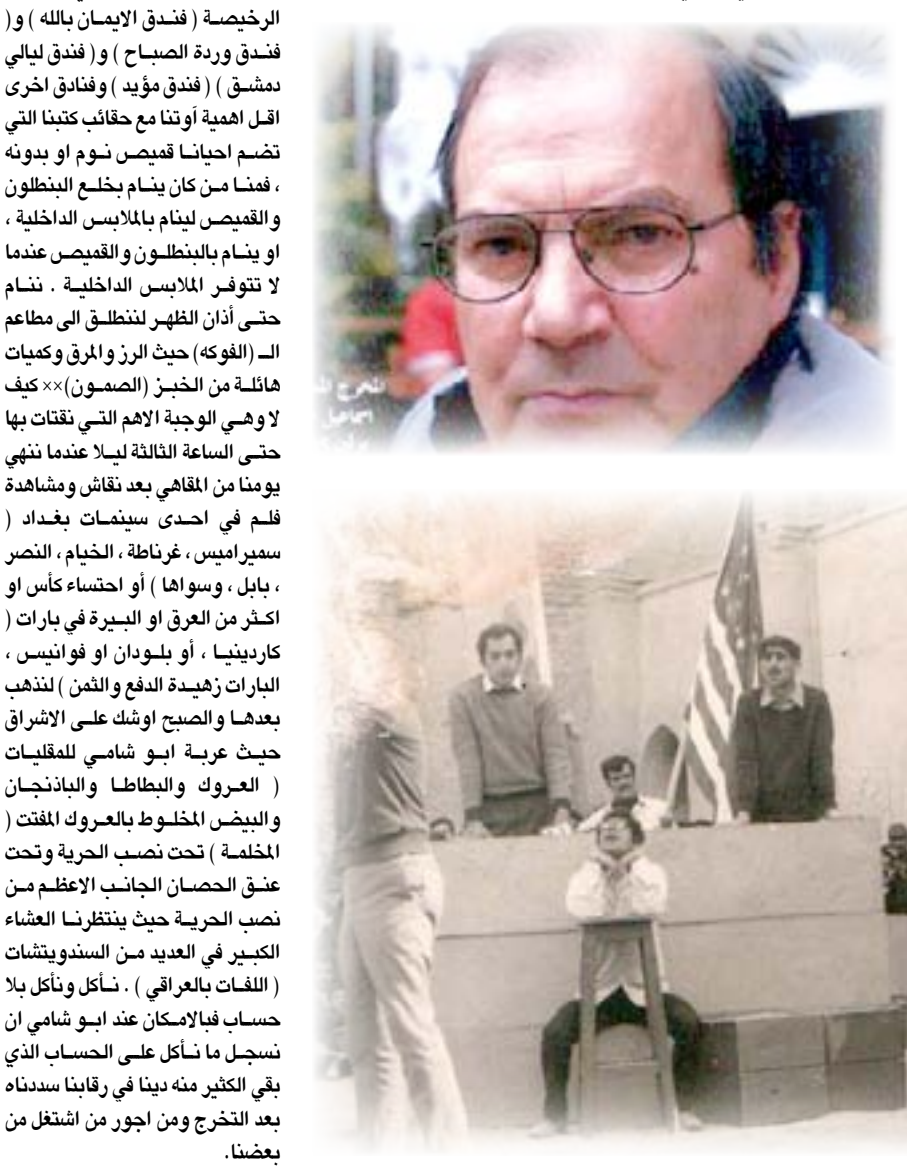 الرخيصة ( فندق الايمان بالله ) و(
فندق وردة الصباح ) و( فندق ليالي
دمشق ) ( فندق مؤيد ) وفنادق اخرى
اقل اهمية آوتنا مع حقائب كتبنا التي
تضم احيانا قميص نوم او بدونه
، فمنا من كان ينام بخلع البنطلون
والقميص لينام بالملابس الداخلية ،
او ينام بالبنطلون والقميص عندما
لا تتوفر الملابس الداخلية . ننام
حتى أذان الظهر لننطلق الى مطاعم
الـ (الفوكه) حيث الرز والمرق وكميات
هائلة من الخبز (الصمون)×× كيف
لا وهي الوجبة الاهم التي نقتات بها
حتى الساعة الثالثة ليلا عندما ننهي
يومنا من المقاهي بعد نقاش ومشاهدة
فلم في احدى سينمات بغداد (
سميراميس ، غرناطة ، الخيام ، النصر
، بابل ، وسواها ) أو احتساء كأس او
اكثر من العرق او البيرة في بارات (
كاردينيا ، أو بلودان او فوانيس ،
البارات زهيدة الدفع والثمن ) لنذهب
بعدها والصبح اوشك على الاشراق
حيث عربة ابو شامي للمقليات
( العروك والبطاطا والباذنجان
والبيض المخلوط بالعروك المفتت (
المخلمة ) تحت نصب الحرية وتحت
عنق الحصان الجانب الاعظم من
نصب الحرية حيث ينتظرنا العشاء
الكبير في العديد من السندويتشات
( اللفات بالعراقي ) . نأكل ونأكل بلا
حساب فبالامكان عند ابو شامي ان
نسجل ما نأكل على الحساب الذي
بقي الكثير منه دينا في رقابنا سددناه
بعد التخرج ومن اجور من اشتغل من
بعضنا.
المخرج